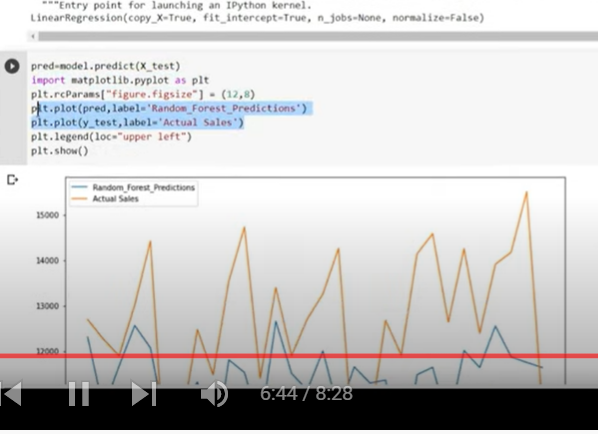 """Entry point for launching an IPython kernel.
LinearRegression(copy_X=True, fit_intercept=True, n_jobs=None, normalize=False)
pred=model.predict(X_test)
import matplotlib.pyplot as plt
plt.rcParams["figure.figsize"] = (12,8)
plt.plot(pred,label='Random_Forest_Predictions')
plt.plot(y_test,label='Actual Sales')
plt.legend(loc="upper left")
plt.show()
Random_Forest_Predictions
Actual Sales
15000
14000
13000
12000
6:44 / 8:28